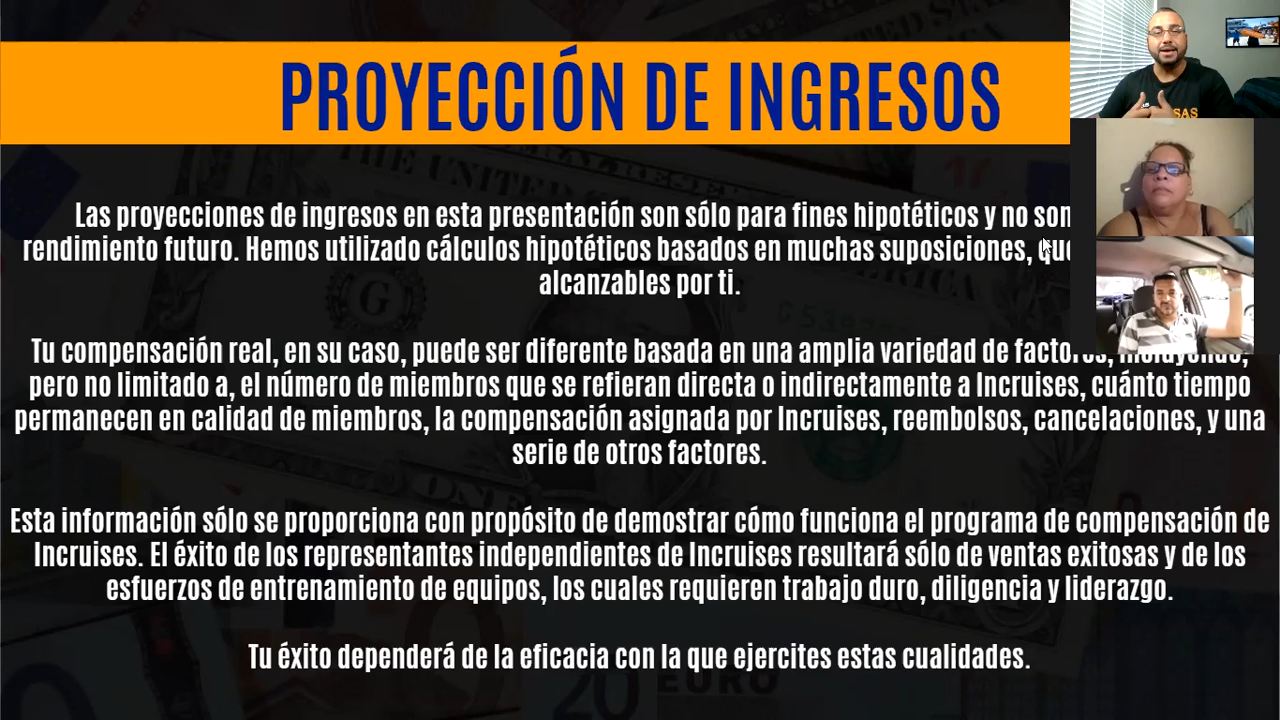 PROYECCIÓN DE INGRESOS
Las proyecciones de ingresos en esta presentación son sólo para fines hipotéticos y no son
rendimiento futuro. Hemos utilizado cálculos hipotéticos basados en muchas suposiciones, que
alcanzables por ti.
Tu compensación real, en su caso, puede ser diferente basada en una amplia variedad de factores, incluyendo,
pero no limitado a, el número de miembros que se refieran directa o indirectamente a Incruises, cuánto tiempo
permanecen en calidad de miembros, la compensación asignada por Incruises, reembolsos, cancelaciones, y una
serie de otros factores.
Esta información sólo se proporciona con propósito de demostrar cómo funciona el programa de compensación de
Incruises. El éxito de los representantes independientes de Incruises resultará sólo de ventas exitosas y de los
esfuerzos de entrenamiento de equipos, los cuales requieren trabajo duro, diligencia y liderazgo.
Tu éxito dependerá de la eficacia con la que ejercites estas cualidades.